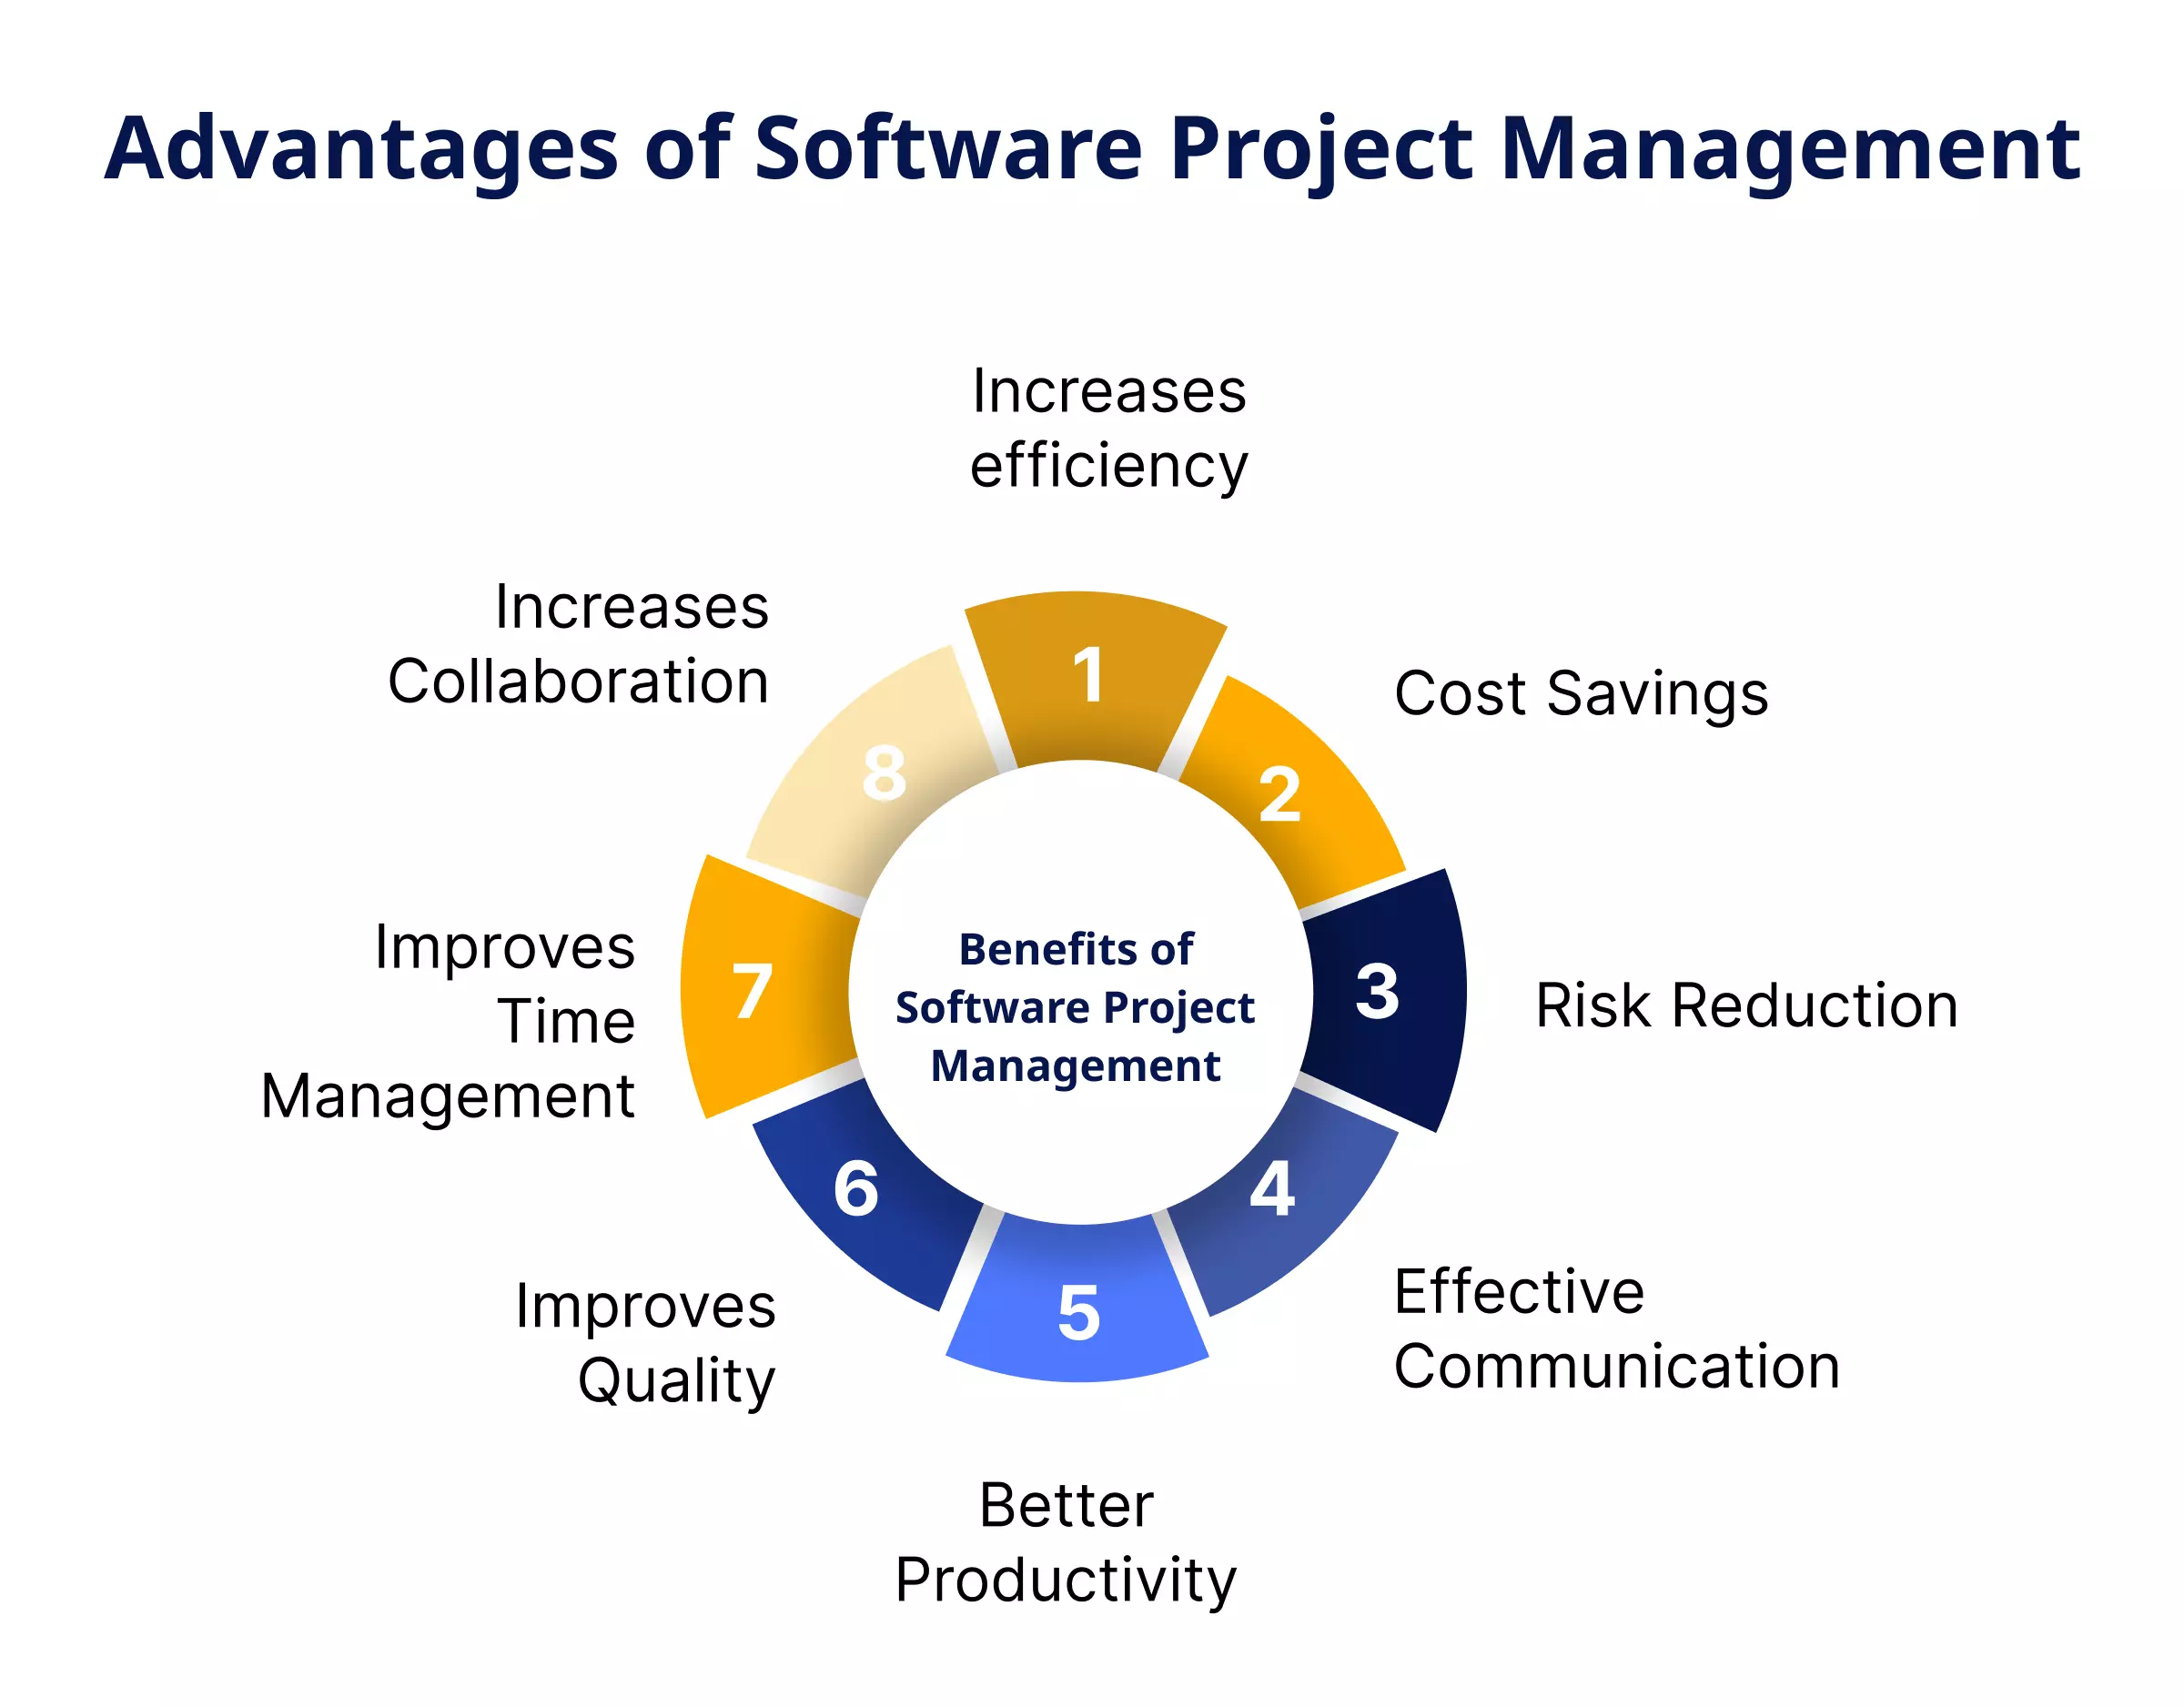 Advantages of Software Project Management
Increases
efficiency
1
Cost Savings
2
Risk Reduction
3
Effective
Communication
4
Better
Productivity
5
Improves
Quality
6
Improves
Time
Management
7
Increases
Collaboration
8
Benefits of
Software Project
Management